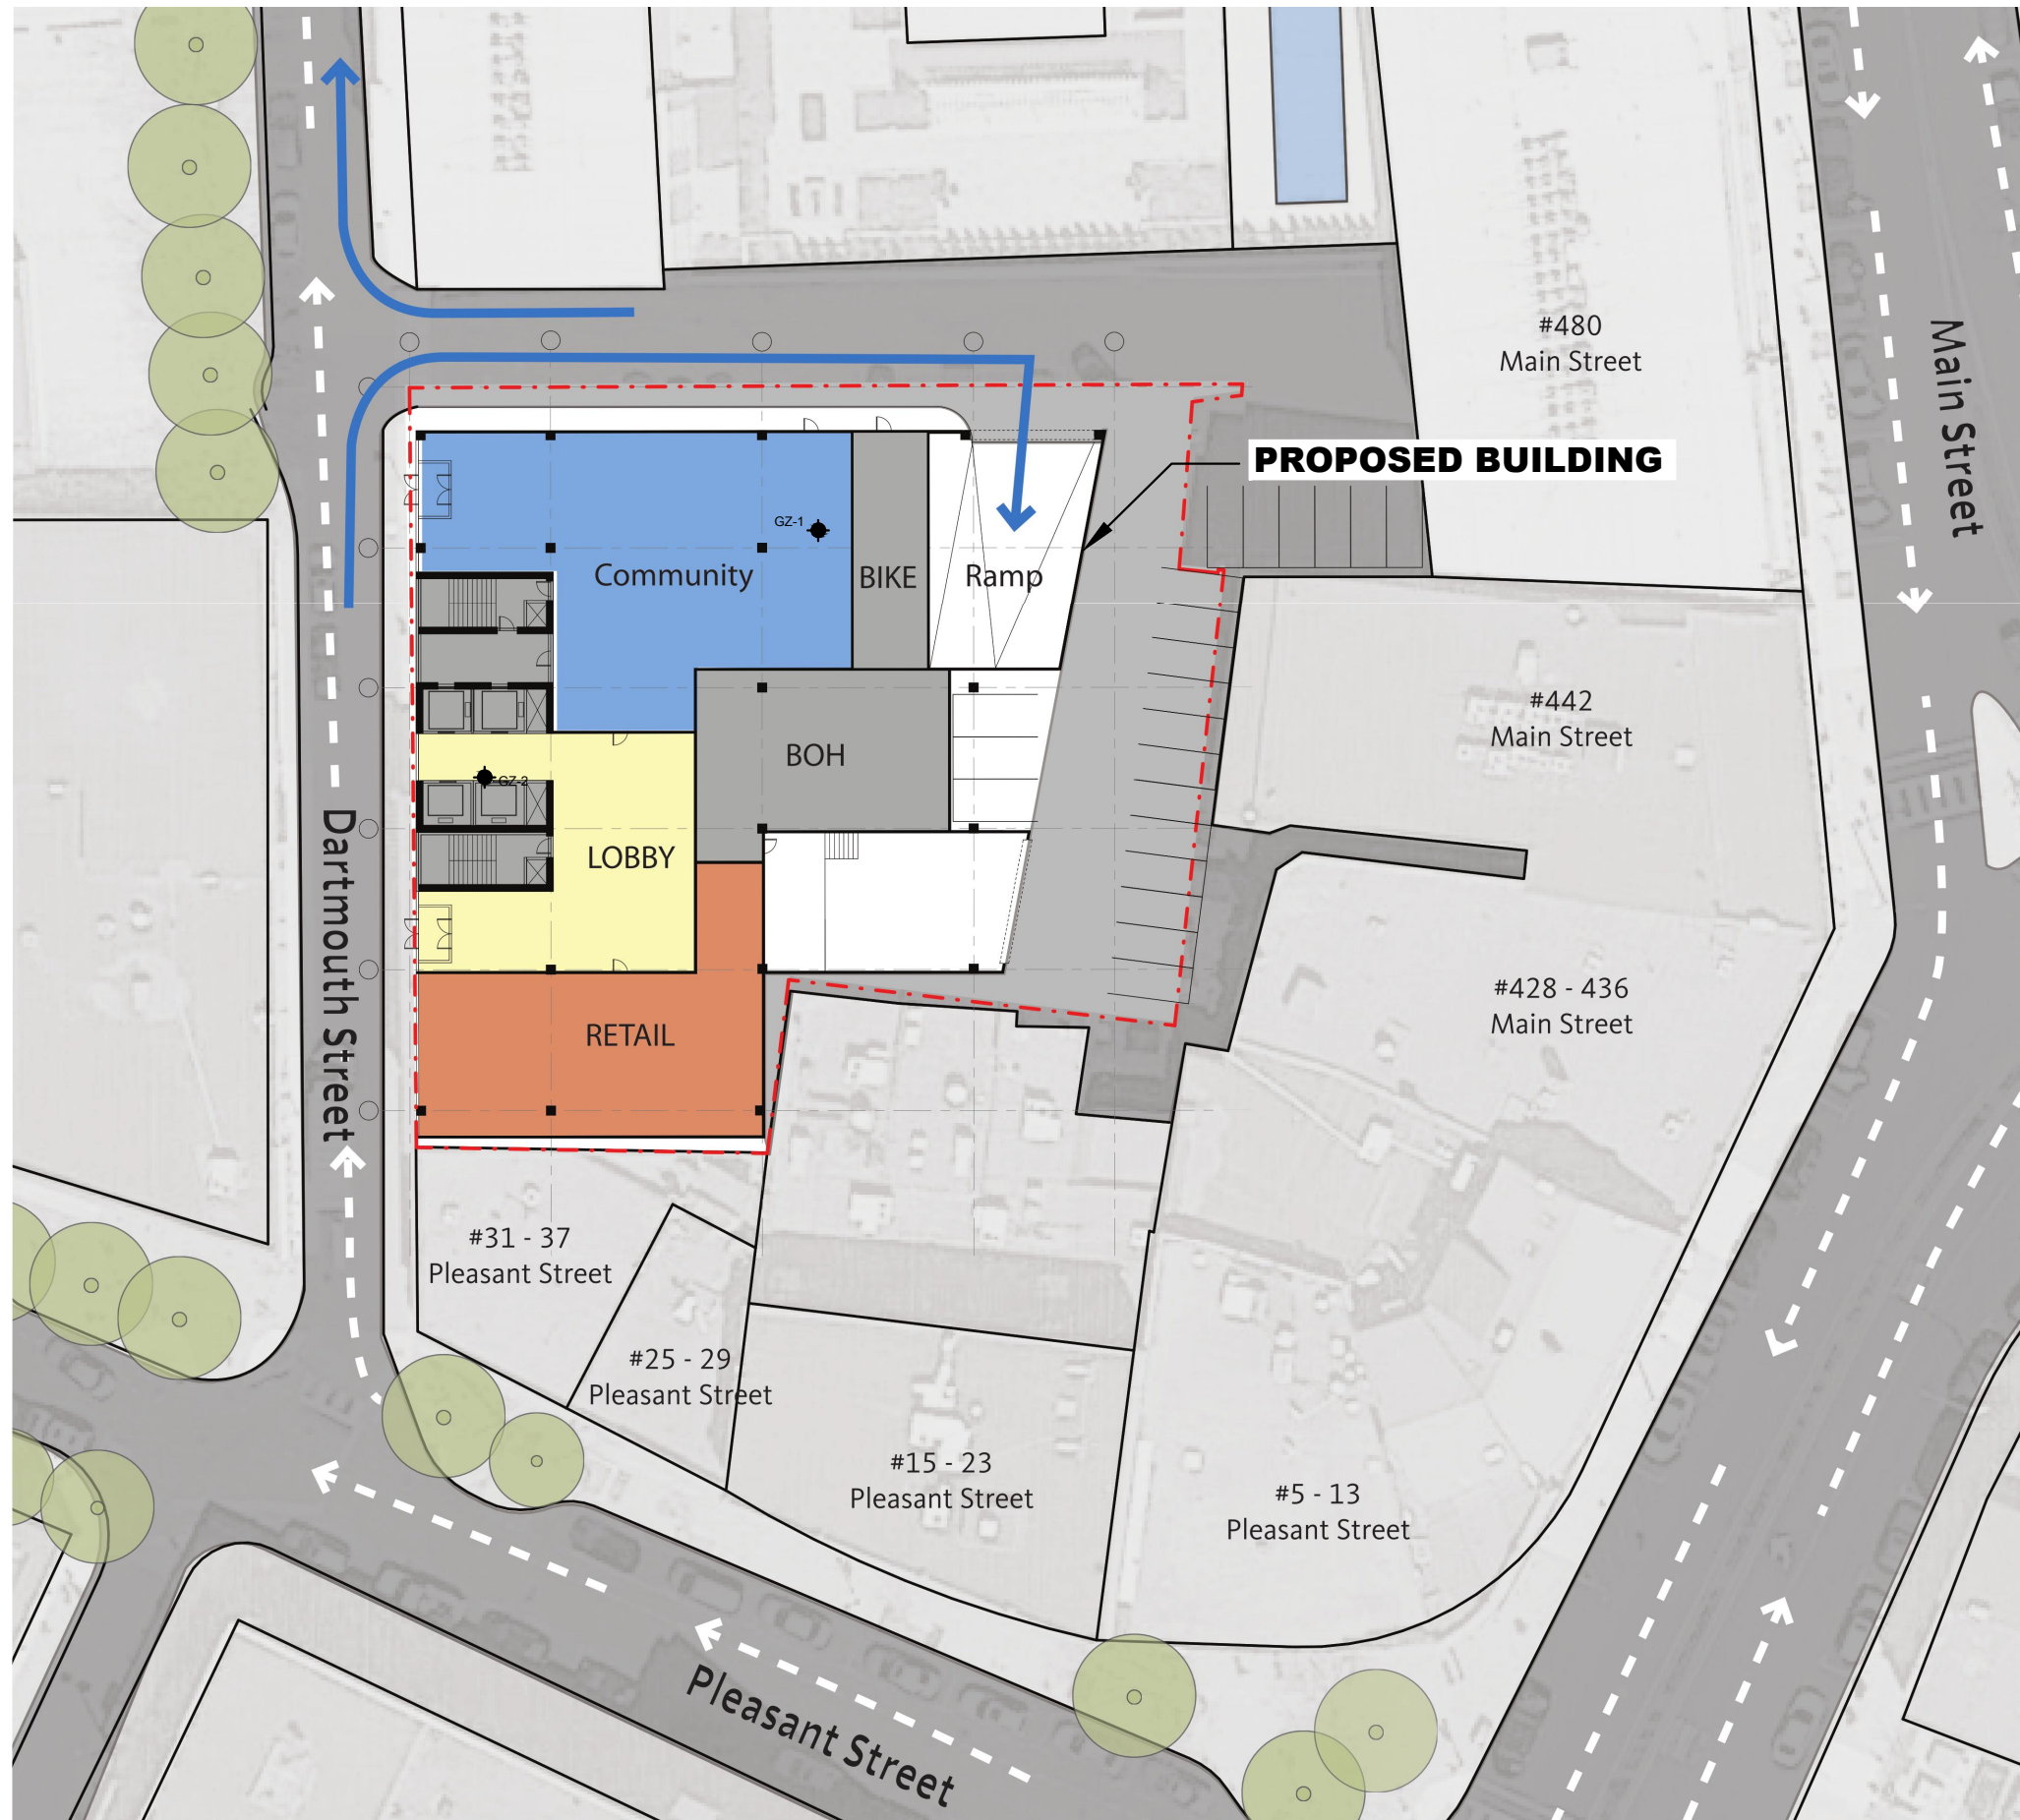 #480
Main Street
Main Street
PROPOSED BUILDING
GZ-1
Community
BIKE
Ramp
#442
Main Street
BOH
GZ-2
Dartmouth Street
LOBBY
#428 - 436
Main Street
RETAIL
#31 - 37
Pleasant Street
#25 - 29
Pleasant Street
#15 - 23
Pleasant Street
#5 - 13
Pleasant Street
Pleasant Street